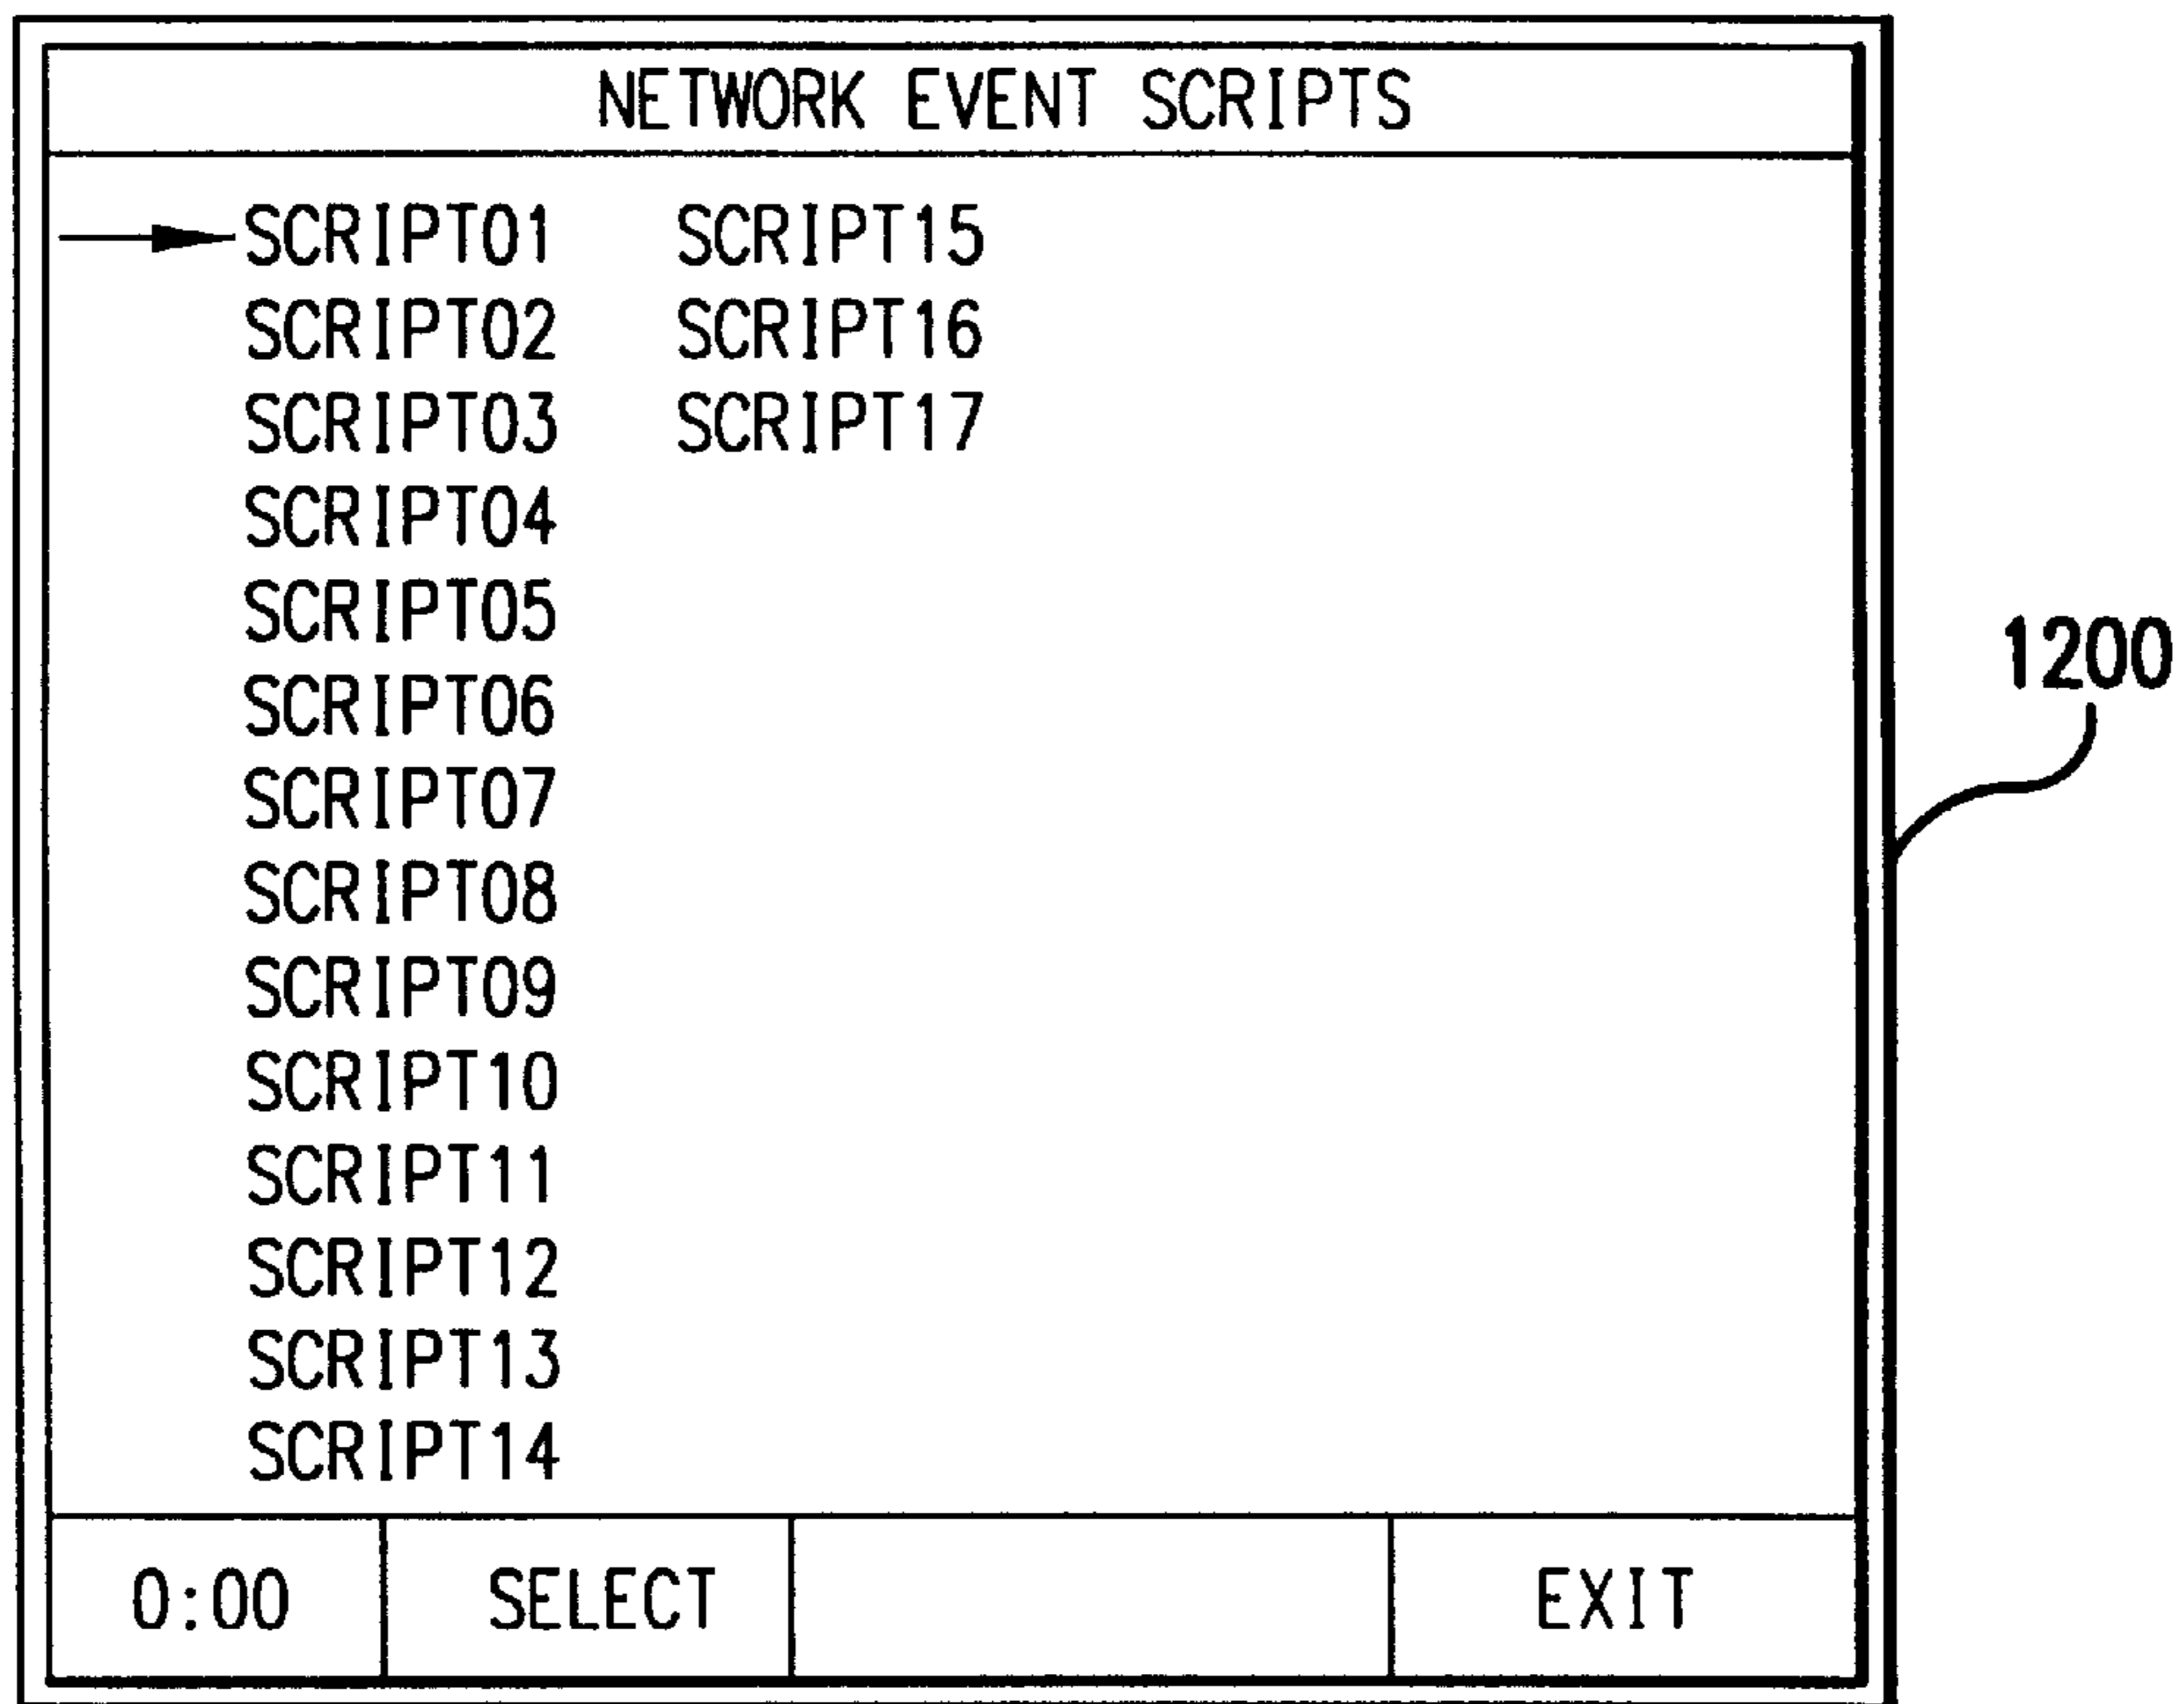 NETWORK EVENT SCRIPTS
SCRIPT01 SCRIPT15
SCRIPT02 SCRIPT16
SCRIPT03 SCRIPT17
SCRIPT04
SCRIPT05
SCRIPT06
SCRIPT07
SCRIPT08
SCRIPT09
SCRIPT10
SCRIPT11
SCRIPT12
SCRIPT13
SCRIPT14
0:00 SELECT EXIT
1200